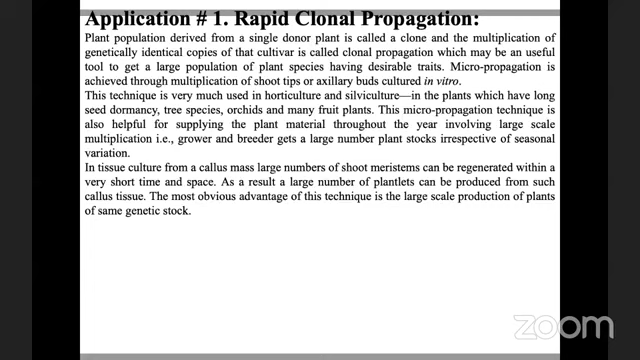 Application # 1. Rapid Clonal Propagation:
Plant population derived from a single donor plant is called a clone and the multiplication of
genetically identical copies of that cultivar is called clonal propagation which may be an useful
tool to get a large population of plant species having desirable traits. Micro-propagation is
achieved through multiplication of shoot tips or axillary buds cultured in vitro.
This technique is very much used in horticulture and silviculture—in the plants which have long
seed dormancy, tree species, orchids and many fruit plants. This micro-propagation technique is
also helpful for supplying the plant material throughout the year involving large scale
multiplication i.e., grower and breeder gets a large number plant stocks irrespective of seasonal
variation.
In tissue culture from a callus mass large numbers of shoot meristems can be regenerated within a
very short time and space. As a result a large number of plantlets can be produced from such
callus tissue. The most obvious advantage of this technique is the large scale production of plants
of same genetic stock.
zoom